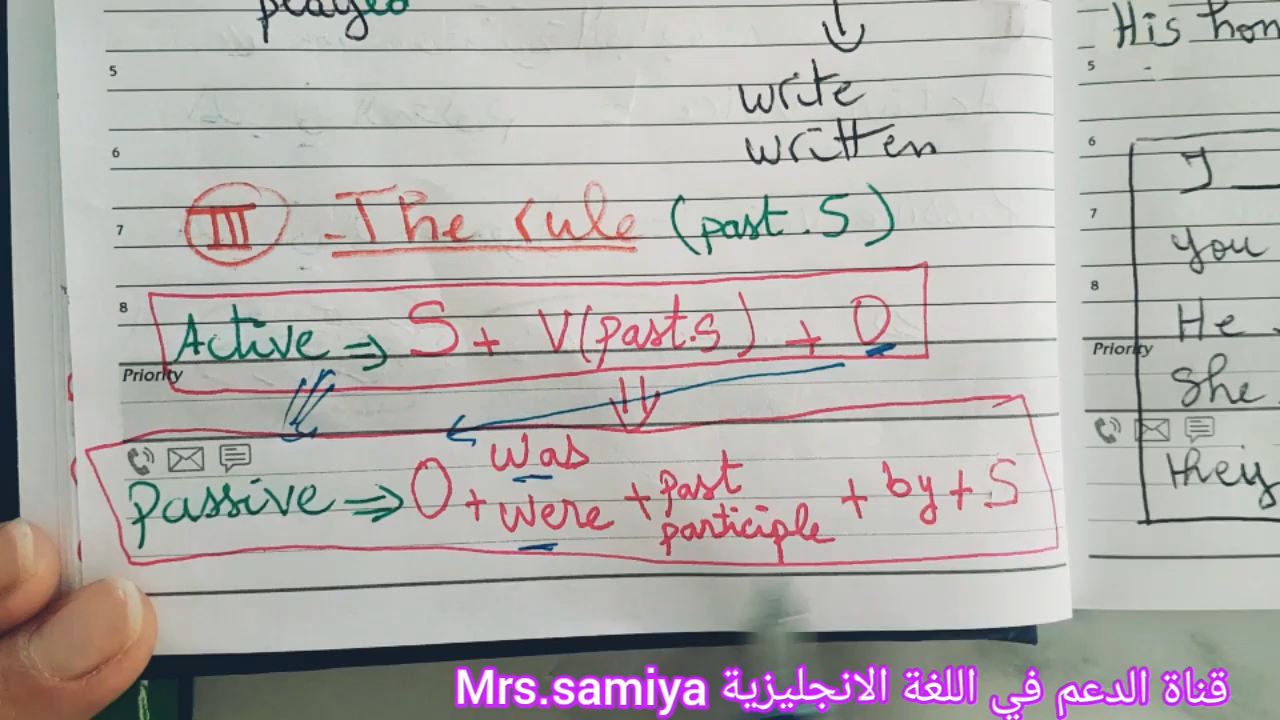 played
write
written
III - The rule (past.S)
Active ⇒ S + V(past.s) + O
Passive ⇒ O + was
were + past participle + by + S
His hom
I
you
He
She
they
5
6
7
8
Priority
5
6
7
8
Priority
Mrs.samiya قناة الدعم في اللغة الانجليزية